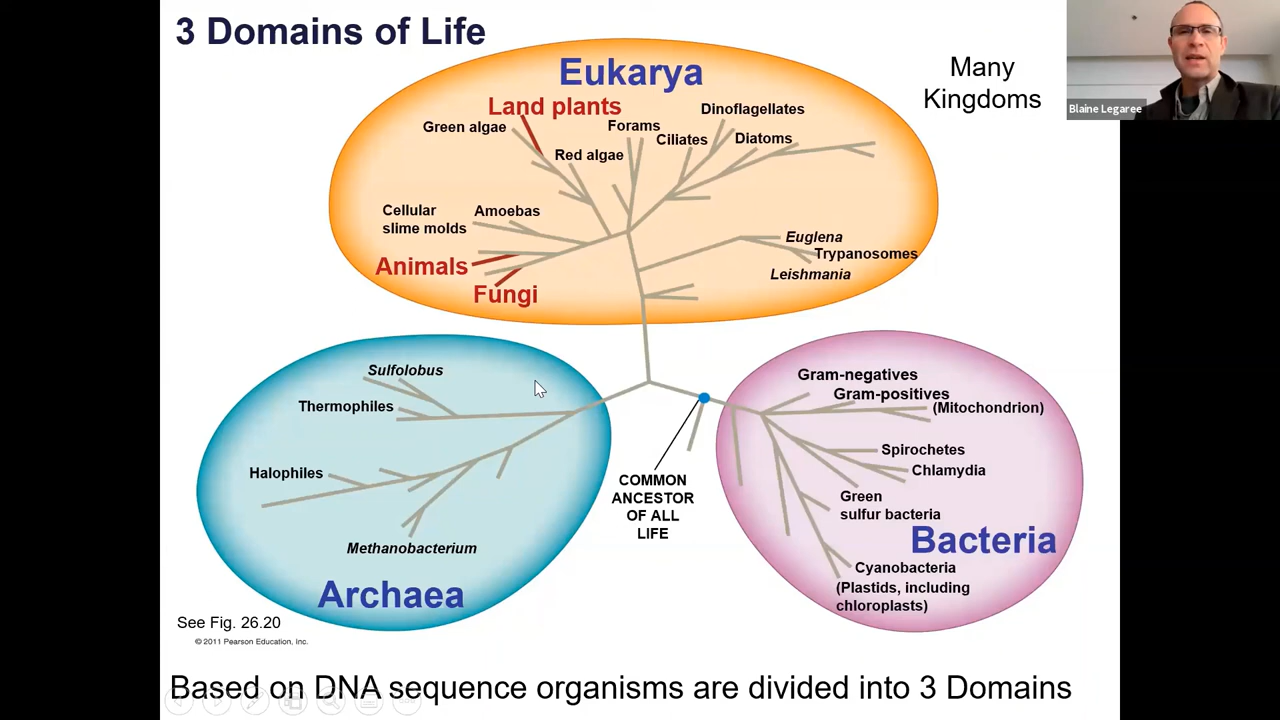 3 Domains of Life
Eukarya
Many
Kingdoms
Blaine Legaree
Land plants
Green algae
Dinoflagellates
Forams
Ciliates
Diatoms
Red algae
Cellular
slime molds
Amoebas
Animals
Fungi
Euglena
Trypanosomes
Leishmania
Sulfolobus
Thermophiles
Halophiles
Methanobacterium
Archaea
COMMON
ANCESTOR
OF ALL
LIFE
Gram-negatives
Gram-positives
(Mitochondrion)
Spirochetes
Chlamydia
Green
sulfur bacteria
Bacteria
Cyanobacteria
(Plastids, including
chloroplasts)
See Fig. 26.20
© 2011 Pearson Education, Inc.
Based on DNA sequence organisms are divided into 3 Domains